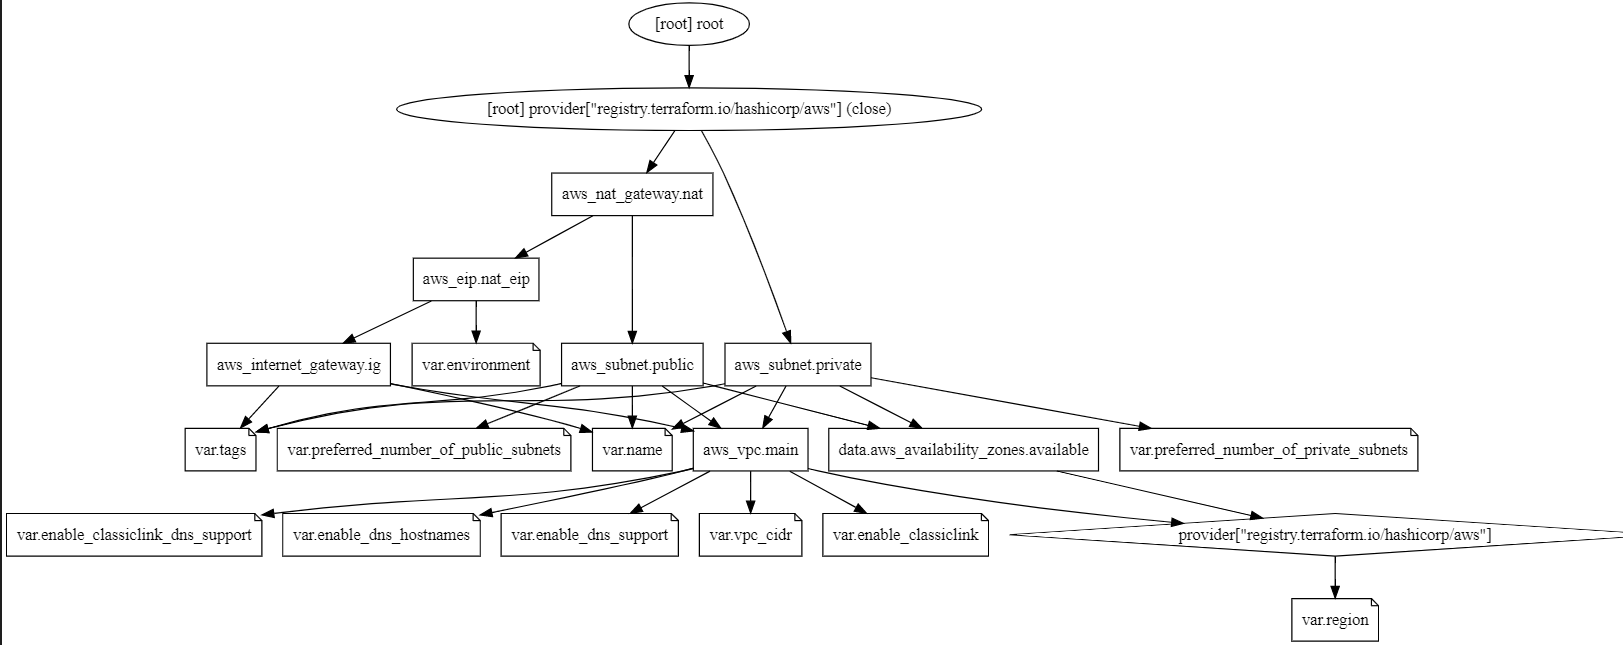 [root] root
[root] provider["registry.terraform.io/hashicorp/aws"] (close)
aws_nat_gateway.nat
aws_eip.nat_eip
aws_internet_gateway.ig
var.environment
aws_subnet.public
aws_subnet.private
var.tags
var.preferred_number_of_public_subnets
var.name
aws_vpc.main
data.aws_availability_zones.available
var.preferred_number_of_private_subnets
var.enable_classiclink_dns_support
var.enable_dns_hostnames
var.enable_dns_support
var.vpc_cidr
var.enable_classiclink
provider["registry.terraform.io/hashicorp/aws"]
var.region